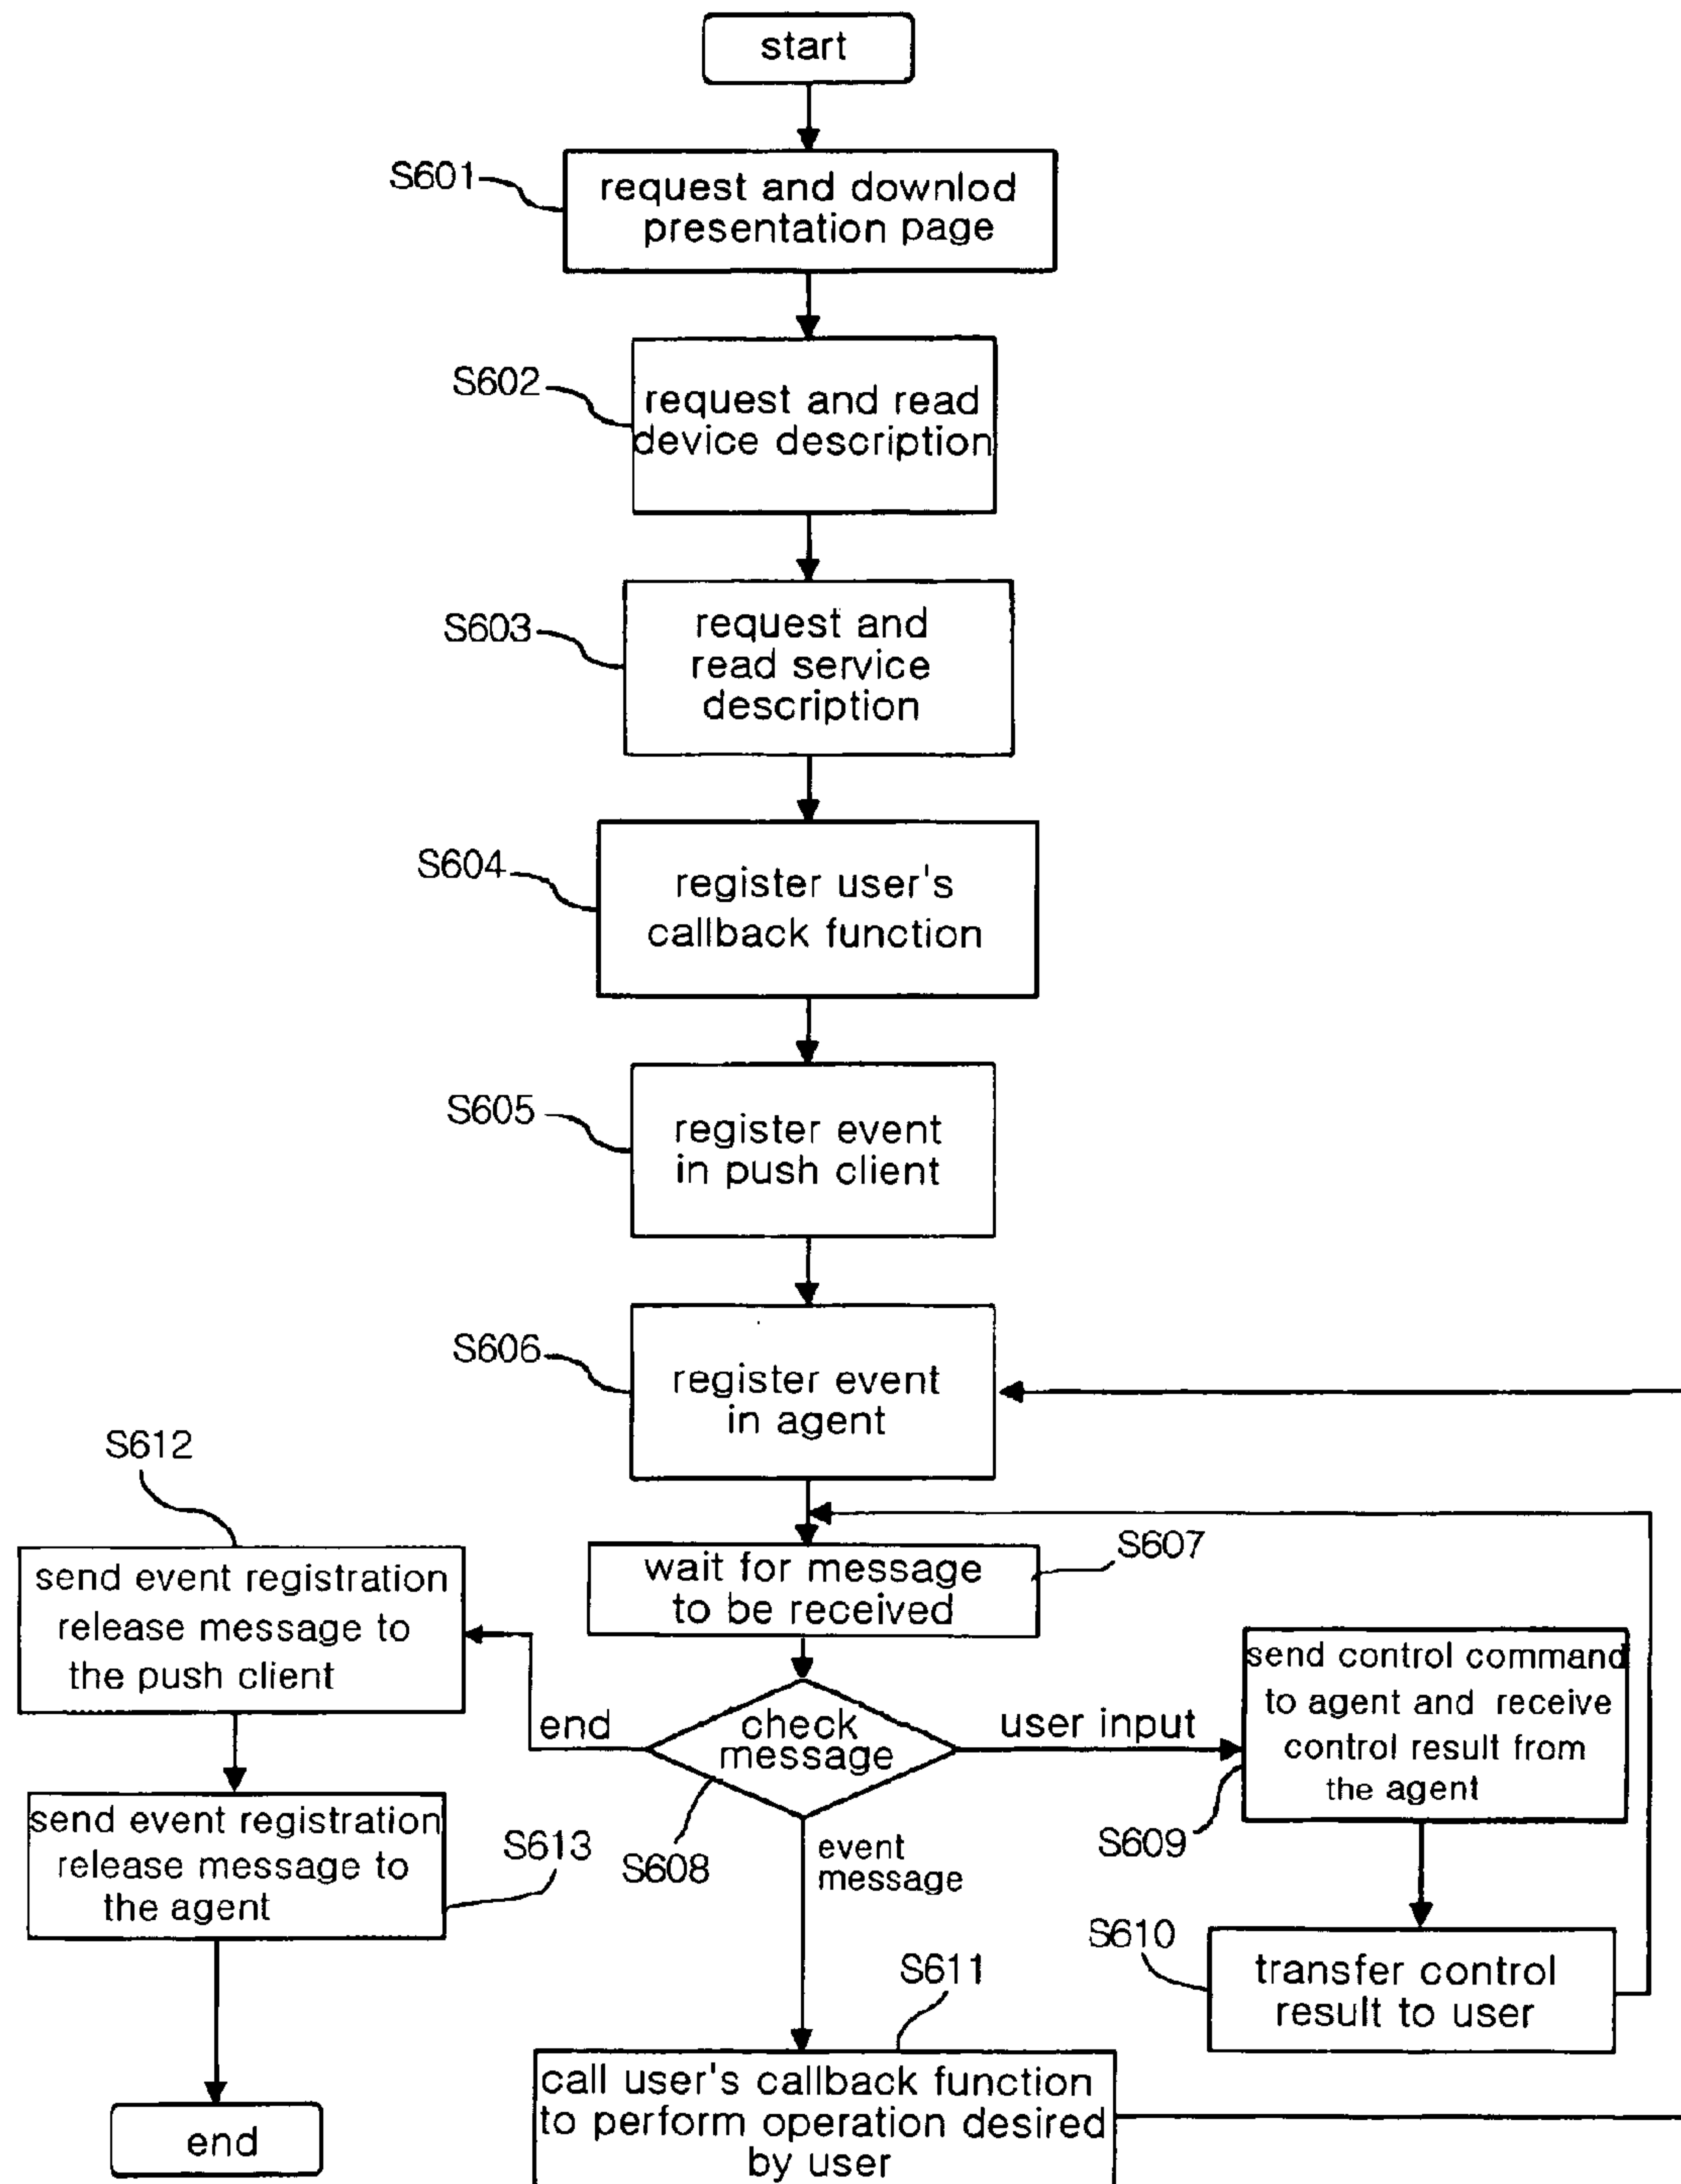 start
S601
request and downlod
presentation page
S602
request and read
device description
S603
request and
read service
description
S604
register user's
callback function
S605
register event
in push client
S606
register event
in agent
S612
send event registration
release message to
the push client
S607
wait for message
to be received
send control command
to agent and receive
control result from
the agent
S609
end
check
message
user input
S608
event
message
send event registration
release message to
the agent
S613
S610
transfer control
result to user
S611
call user's callback function
to perform operation desired
by user
end